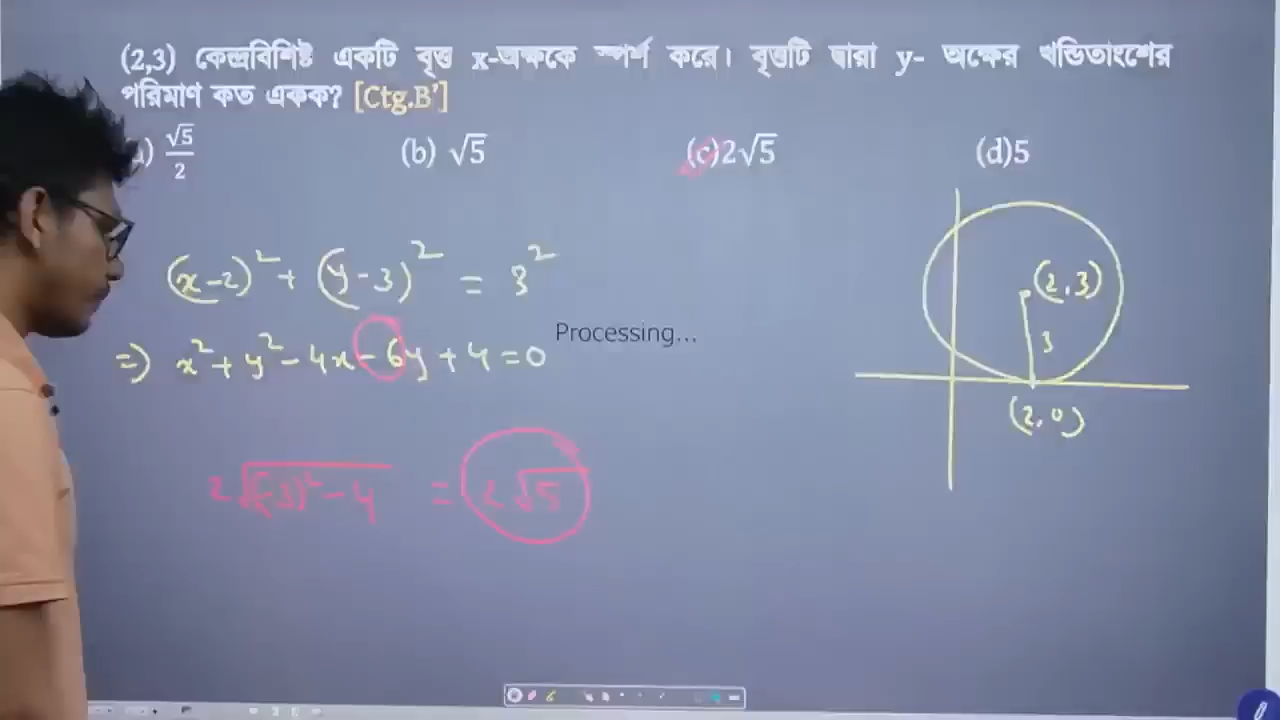 (2,3) কেন্দ্রবিশিষ্ট একটি বৃত্ত x-অক্ষকে স্পর্শ করে। বৃত্তটি দ্বারা y- অক্ষের খন্ডিতাংশের
পরিমাণ কত একক? [Ctg.B']
) √5/2 (b) √5 (c) 2√5 (d)5
(x-2)² + (y-3)² = 3²
(2,3)
Processing...
3
⇒) x² + y² - 4x - 6y + 4 = 0
(2,0)
2√(-3)² - 4 = 2√5